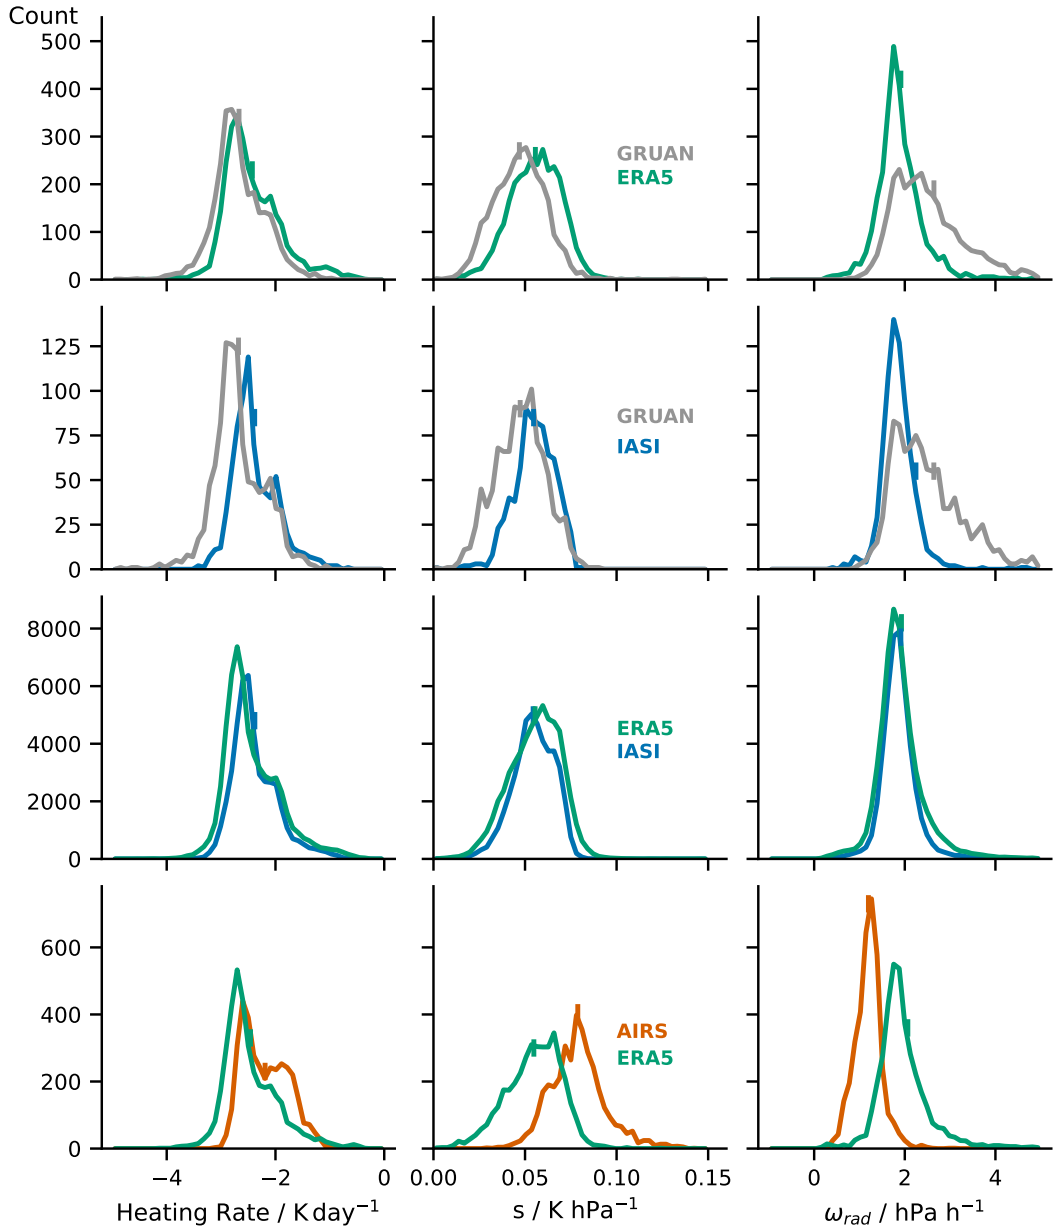 Count
500
400
300
200
100
0
GRUAN
ERA5
125
100
75
50
25
0
GRUAN
IASI
8000
6000
4000
2000
0
ERA5
IASI
600
400
200
0
AIRS
ERA5
−4 −2 0 0.00 0.05 0.10 0.15 0 2 4
Heating Rate / K day⁻¹ s / K hPa⁻¹ ω_rad / hPa h⁻¹